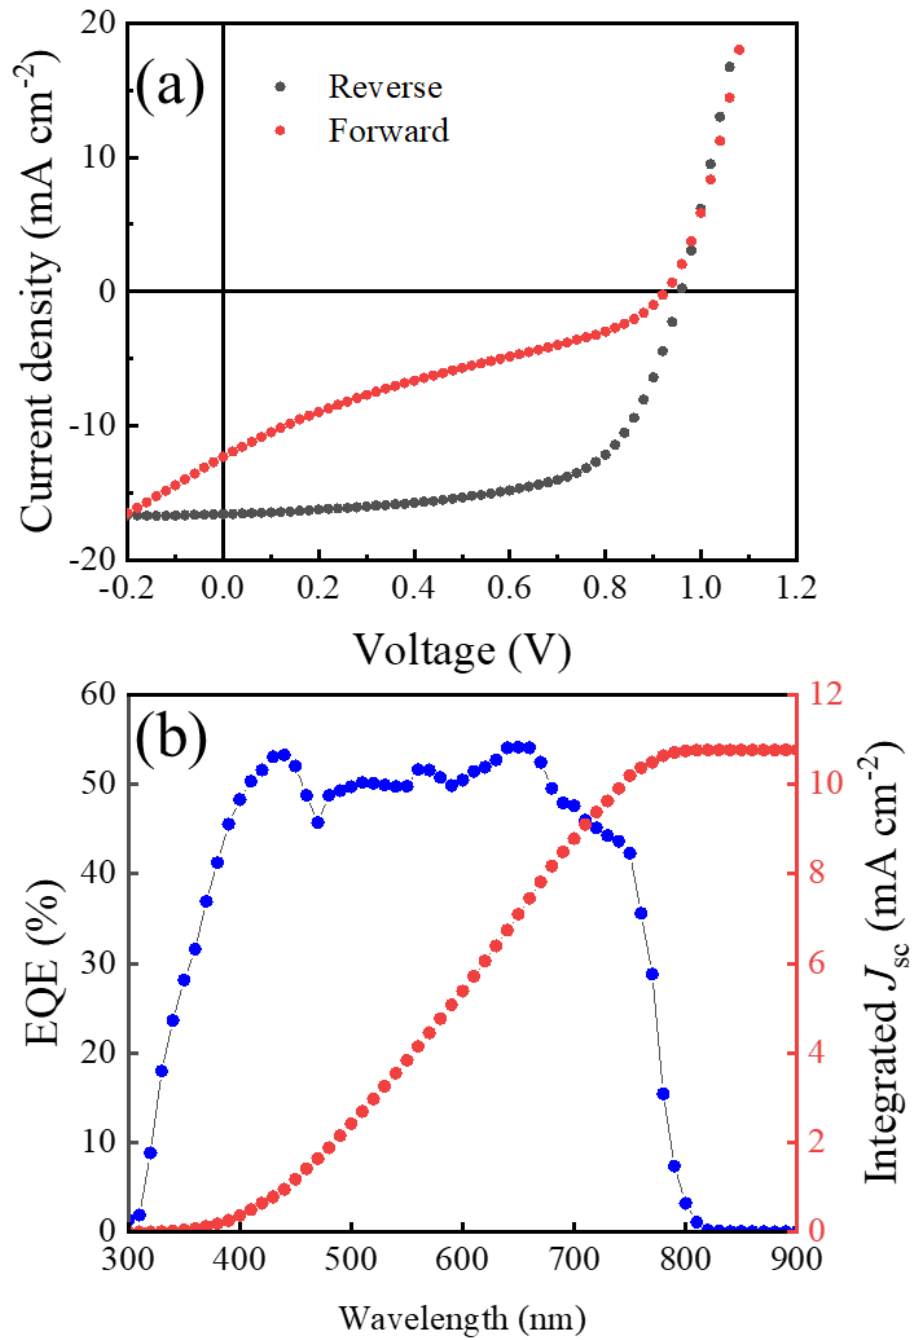 (a)
Reverse
Forward
Current density (mA cm⁻²)
20
10
0
-10
-20
-0.2 0.0 0.2 0.4 0.6 0.8 1.0 1.2
Voltage (V)
(b)
EQE (%)
60
50
40
30
20
10
0
12
10
8
6
4
2
0
Integrated Jsc (mA cm⁻²)
300 400 500 600 700 800 900
Wavelength (nm)